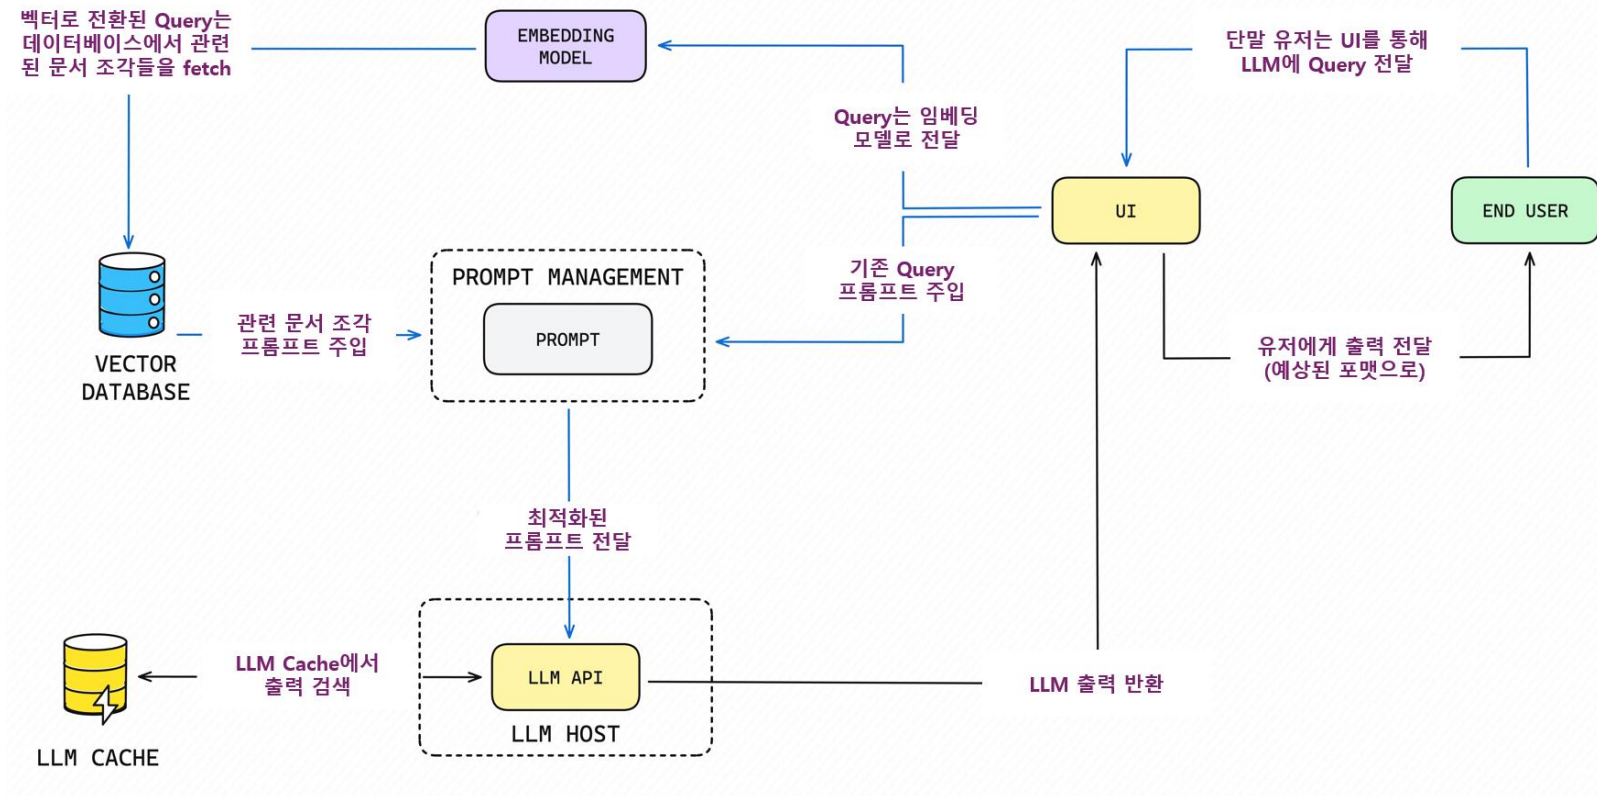 벡터로 전환된 Query는
데이터베이스에서 관련
된 문서 조각들을 fetch
EMBEDDING
MODEL
단말 유저는 UI를 통해
LLM에 Query 전달
Query는 임베딩
모델로 전달
UI
END USER
기존 Query
프롬프트 주입
PROMPT MANAGEMENT
PROMPT
관련 문서 조각
프롬프트 주입
VECTOR
DATABASE
유저에게 출력 전달
(예상된 포맷으로)
최적화된
프롬프트 전달
LLM Cache에서
출력 검색
LLM API
LLM 출력 반환
LLM HOST
LLM CACHE